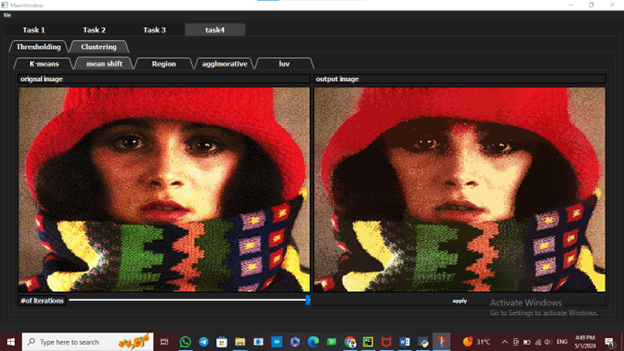 MainWindow
file
Task 1 Task 2 Task 3 task4
Thresholding Clustering
K-means mean shift Region agglmorative luv
orignal image output image
#of iterations apply
Activate Windows
Go to Settings to activate Windows.
Type here to search 31°C ENG 4:49 PM
5/1/2024